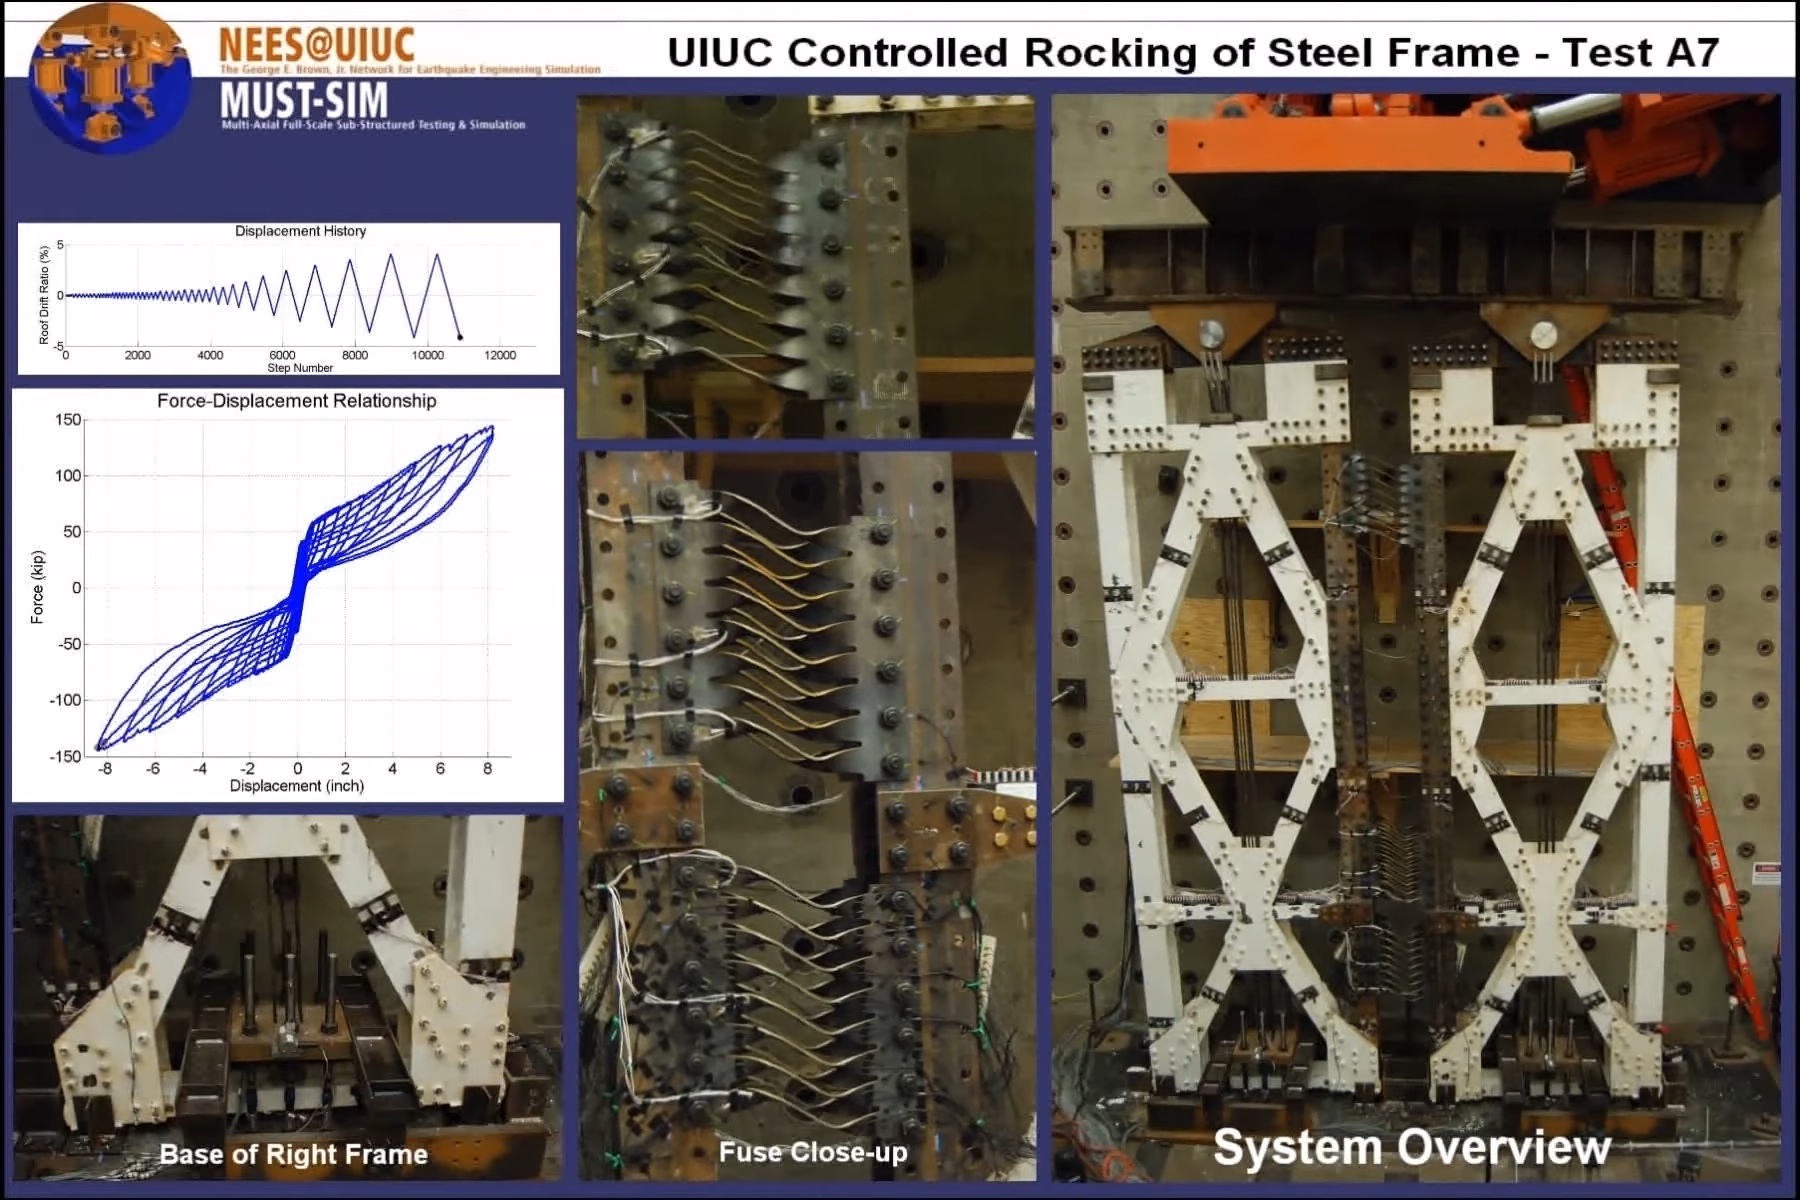 NEES@UIUC
The George E. Brown, Jr. Network for Earthquake Engineering Simulation
MUST-SIM
Multi-Axial Full-Scale Sub-Structured Testing & Simulation
UIUC Controlled Rocking of Steel Frame - Test A7
Displacement History
Roof Drift Ratio (%)
5
0
-5
0 2000 4000 6000 8000 10000 12000
Step Number
Force-Displacement Relationship
Force (kip)
150
100
50
0
-50
-100
-150
-8 -6 -4 -2 0 2 4 6 8
Displacement (inch)
Base of Right Frame
Fuse Close-up
System Overview